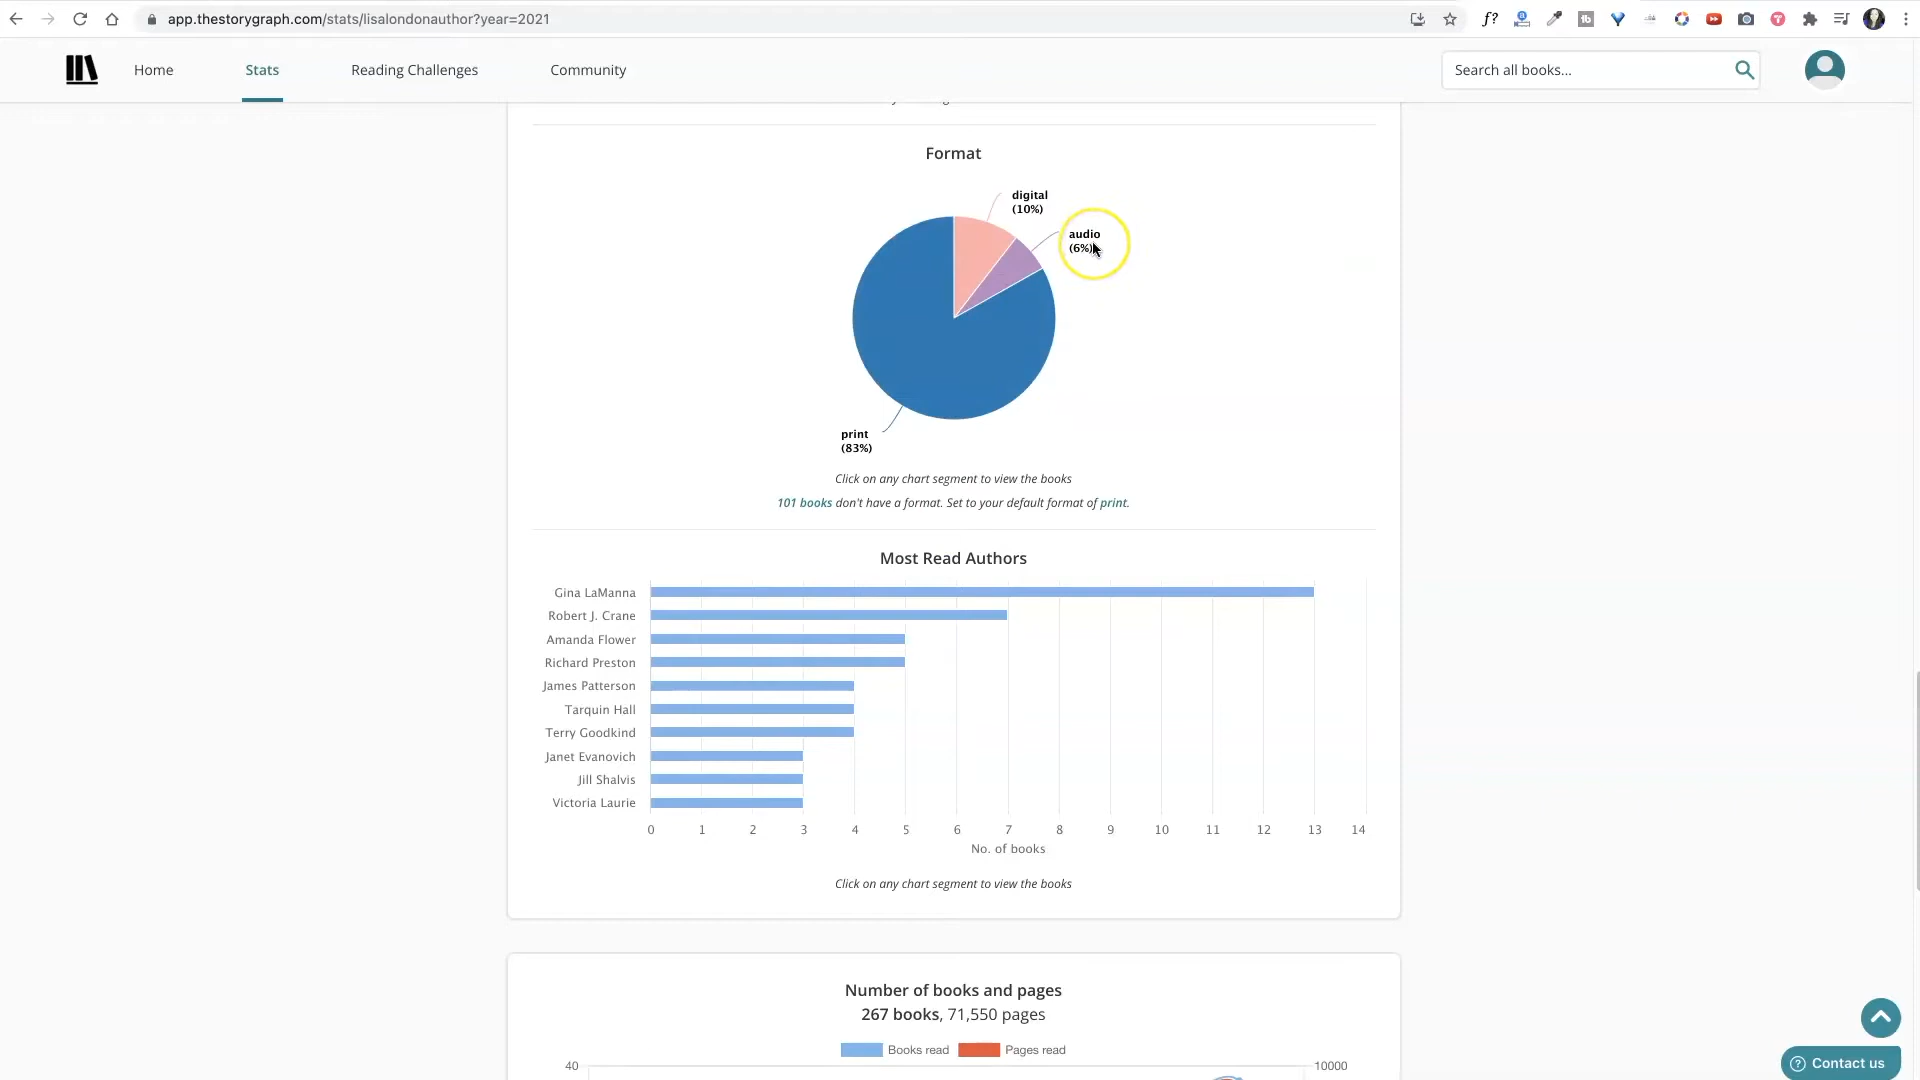 app.thestorygraph.com/stats/lisalondonauthor?year=2021
Home
Stats
Reading Challenges
Community
Search all books...
Format
digital
(10%)
audio
(6%)
print
(83%)
Click on any chart segment to view the books
101 books don't have a format. Set to your default format of print.
Most Read Authors
Gina LaManna
Robert J. Crane
Amanda Flower
Richard Preston
James Patterson
Tarquin Hall
Terry Goodkind
Janet Evanovich
Jill Shalvis
Victoria Laurie
0 1 2 3 4 5 6 7 8 9 10 11 12 13 14
No. of books
Click on any chart segment to view the books
Number of books and pages
267 books, 71,550 pages
Books read
Pages read
40
10000
Contact us